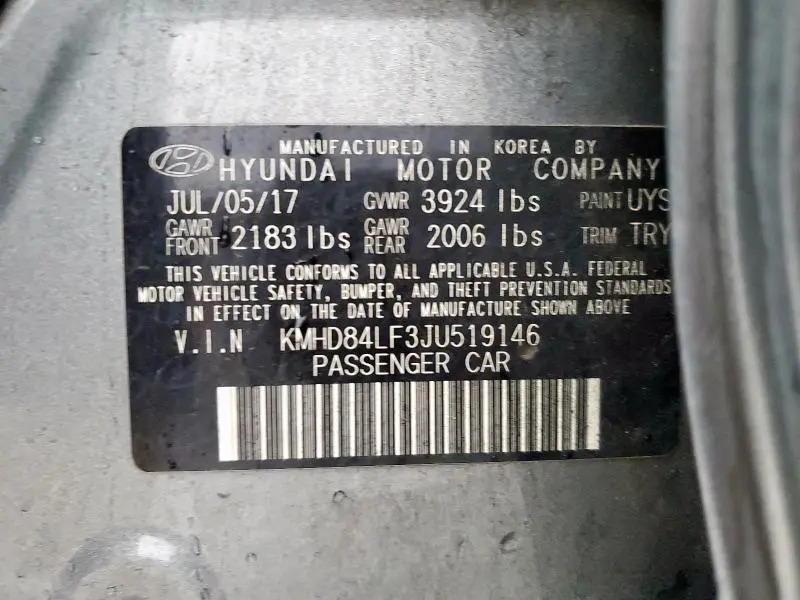 MANUFACTURED IN KOREA BY
HYUNDAI MOTOR COMPANY
JUL/05/17 GVWR 3924 lbs PAINT UYS
GAWR FRONT 2183 lbs GAWR REAR 2006 lbs TRIM TRY
THIS VEHICLE CONFORMS TO ALL APPLICABLE U.S.A. FEDERAL
MOTOR VEHICLE SAFETY, BUMPER, AND THEFT PREVENTION STANDARDS
IN EFFECT ON THE DATE OF MANUFACTURE SHOWN ABOVE
V.I.N KMHD84LF3JU519146
PASSENGER CAR